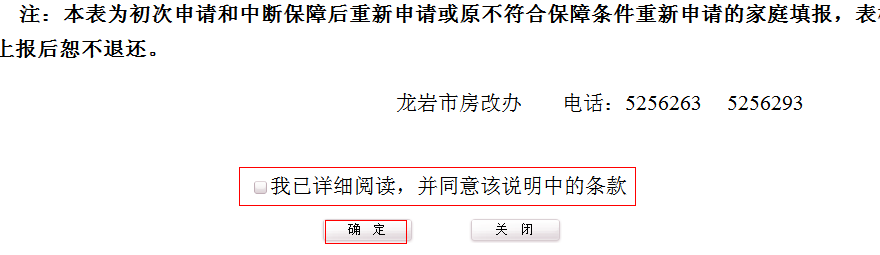 注：本表为初次申请和中断保障后重新申请或原不符合保障条件重新申请的家庭填报，表
上报后恕不退还。
龙岩市房改办 电话：5256263 5256293
我已详细阅读，并同意该说明中的条款
确 定 关 闭